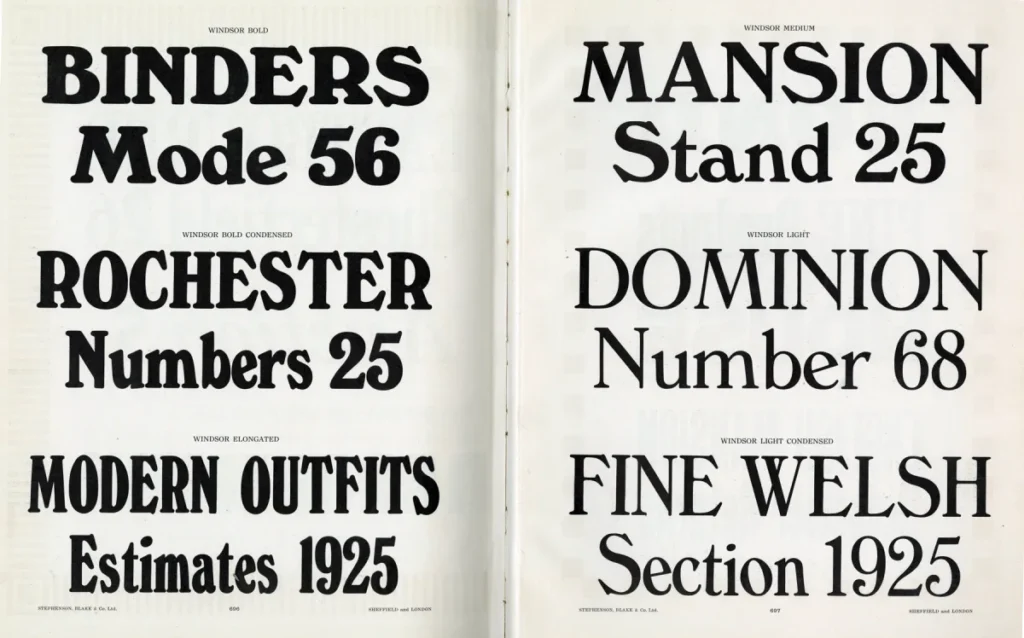 WINDSOR BOLD
BINDERS
Mode 56
WINDSOR BOLD CONDENSED
ROCHESTER
Numbers 25
WINDSOR ELONGATED
MODERN OUTFITS
Estimates 1925
STEPHENSON, BLAKE & Co. Ltd. 696 SHEFFIELD and LONDON
WINDSOR MEDIUM
MANSION
Stand 25
WINDSOR LIGHT
DOMINION
Number 68
WINDSOR LIGHT CONDENSED
FINE WELSH
Section 1925
STEPHENSON, BLAKE & Co. Ltd. 697 SHEFFIELD and LONDON